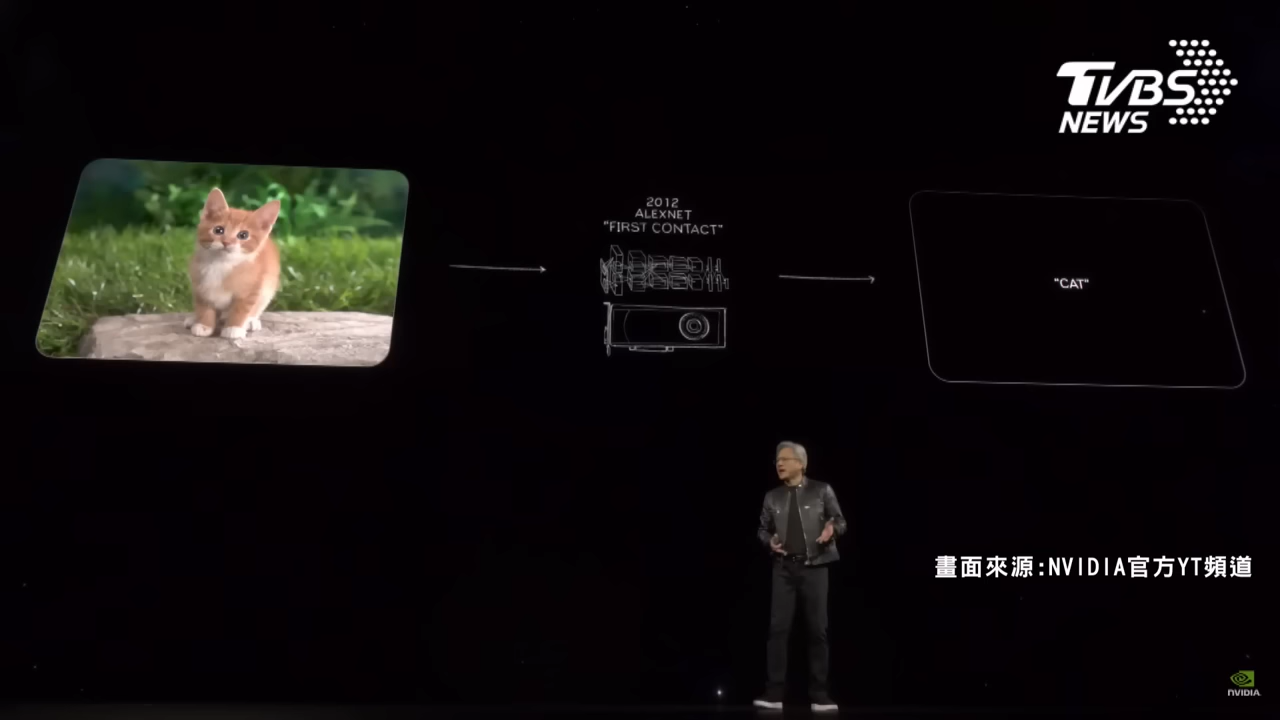 TVBS
NEWS
2012
ALEXNET
"FIRST CONTACT"
"CAT"
畫面來源:NVIDIA官方YT頻道
NVIDIA